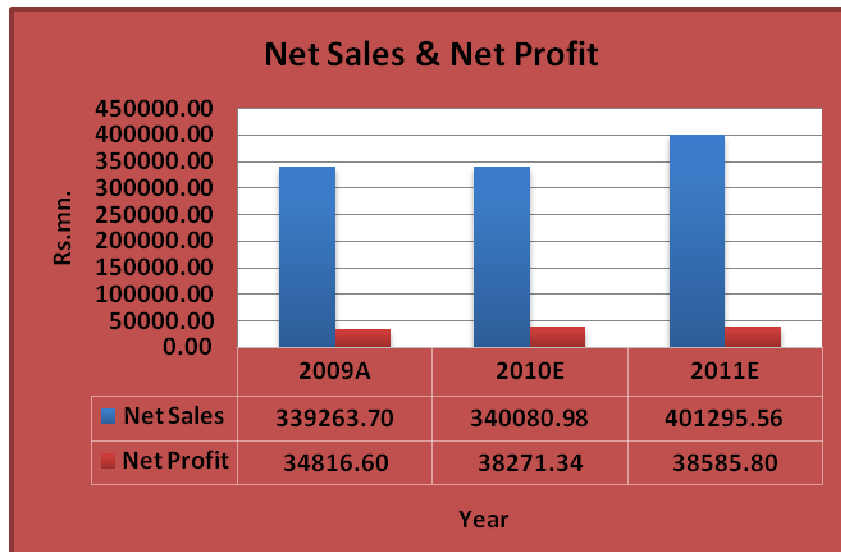 Net Sales & Net Profit
Rs.mn.
450000.00
400000.00
350000.00
300000.00
250000.00
200000.00
150000.00
100000.00
50000.00
0.00
2009A 2010E 2011E
Net Sales 339263.70 340080.98 401295.56
Net Profit 34816.60 38271.34 38585.80
Year